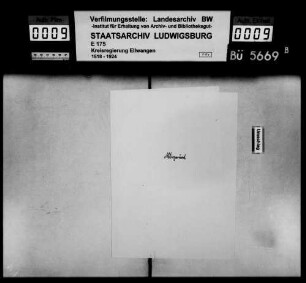 Verfilmungsstelle: Landesarchiv BW
-Institut für Erhaltung von Archiv- und Bibliotheksgut-
STAATSARCHIV LUDWIGSBURG
E 175
Kreisregierung Ellwangen
1818 - 1924
0009
0009
BÜ 5669
Umschlag